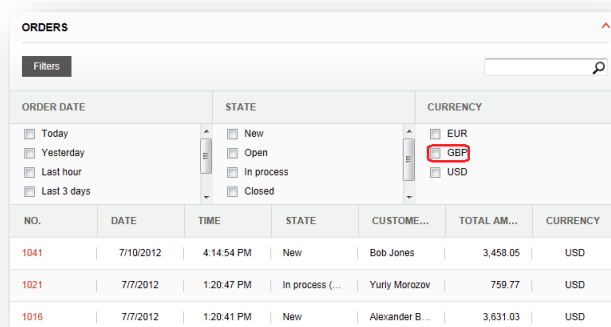 ORDERS
Filters
ORDER DATE STATE CURRENCY
Today New EUR
Yesterday Open GBP
Last hour In process USD
Last 3 days Closed
NO. DATE TIME STATE CUSTOME... TOTAL AM... CURRENCY
1041 7/10/2012 4:14:54 PM New Bob Jones 3,458.05 USD
1021 7/7/2012 1:20:47 PM In process (... Yuriy Morozov 759.77 USD
1016 7/7/2012 1:20:41 PM New Alexander B... 3,631.03 USD